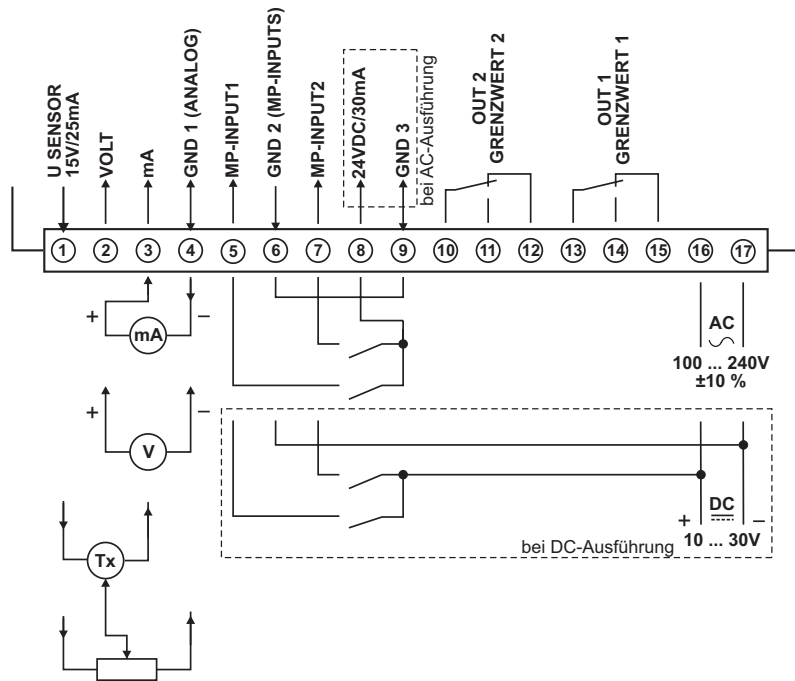 U SENSOR
15V/25mA
VOLT
mA
GND 1 (ANALOG)
MP-INPUT1
GND 2 (MP-INPUTS)
MP-INPUT2
24VDC/30mA
GND 3
bei AC-Ausführung
OUT 2
GRENZWERT 2
OUT 1
GRENZWERT 1
1 2 3 4 5 6 7 8 9 10 11 12 13 14 15 16 17
+ mA −
AC
100 ... 240V
±10 %
+ V −
+ DC −
10 ... 30V
bei DC-Ausführung
Tx